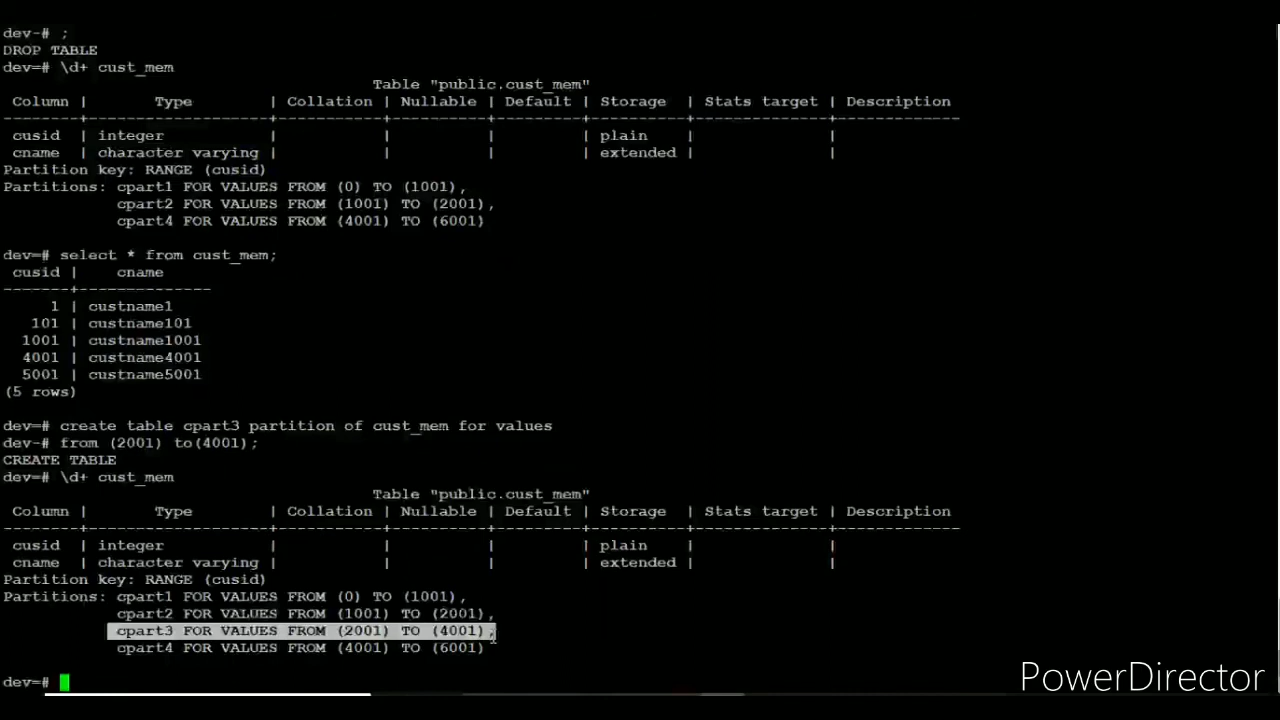 dev-# ;
DROP TABLE
dev=# \d+ cust_mem
Table "public.cust_mem"
Column | Type | Collation | Nullable | Default | Storage | Stats target | Description
--------+-------------------+-----------+----------+---------+----------+--------------+-------------
cusid | integer | | | | plain | |
cname | character varying | | | | extended | |
Partition key: RANGE (cusid)
Partitions: cpart1 FOR VALUES FROM (0) TO (1001),
cpart2 FOR VALUES FROM (1001) TO (2001),
cpart4 FOR VALUES FROM (4001) TO (6001)
dev=# select * from cust_mem;
cusid | cname
-------+--------------
1 | custname1
101 | custname101
1001 | custname1001
4001 | custname4001
5001 | custname5001
(5 rows)
dev=# create table cpart3 partition of cust_mem for values
dev-# from (2001) to(4001);
CREATE TABLE
dev=# \d+ cust_mem
Table "public.cust_mem"
Column | Type | Collation | Nullable | Default | Storage | Stats target | Description
--------+-------------------+-----------+----------+---------+----------+--------------+-------------
cusid | integer | | | | plain | |
cname | character varying | | | | extended | |
Partition key: RANGE (cusid)
Partitions: cpart1 FOR VALUES FROM (0) TO (1001),
cpart2 FOR VALUES FROM (1001) TO (2001),
cpart3 FOR VALUES FROM (2001) TO (4001),
cpart4 FOR VALUES FROM (4001) TO (6001)
dev=#
PowerDirector